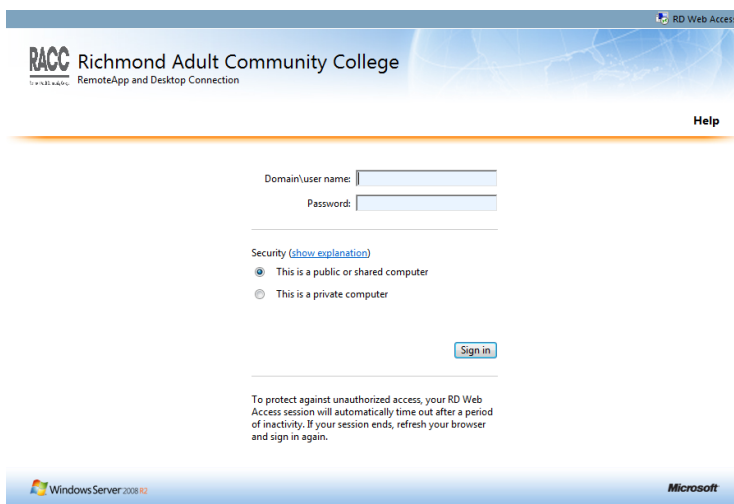 RD Web Access
RACC Richmond Adult Community College
RemoteApp and Desktop Connection
Help
Domain\user name:
Password:
Security (show explanation)
This is a public or shared computer
This is a private computer
Sign in
To protect against unauthorized access, your RD Web
Access session will automatically time out after a period
of inactivity. If your session ends, refresh your browser
and sign in again.
Windows Server 2008 R2
Microsoft